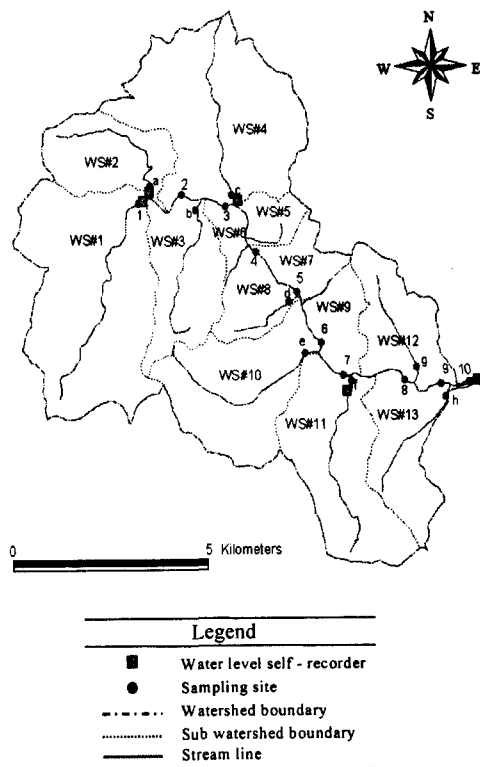 N
W E
S
WS#4
WS#2
a
1
2
b
c
3
WS#5
WS#1
WS#3
WS#6
4
WS#7
WS#8
5
d
WS#9
6
e
WS#12
WS#10
7
f
g
8
9
10
h
WS#13
WS#11
0 5 Kilometers
Legend
Water level self - recorder
Sampling site
Watershed boundary
Sub watershed boundary
Stream line